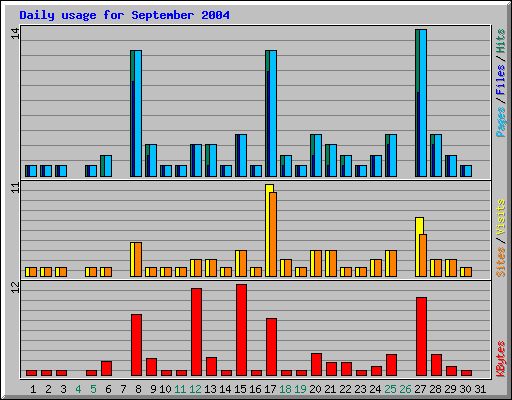 Daily usage for September 2004
14
Pages / Files / Hits
11
Sites / Visits
12
KBytes
1 2 3 4 5 6 7 8 9 10 11 12 13 14 15 16 17 18 19 20 21 22 23 24 25 26 27 28 29 30 31